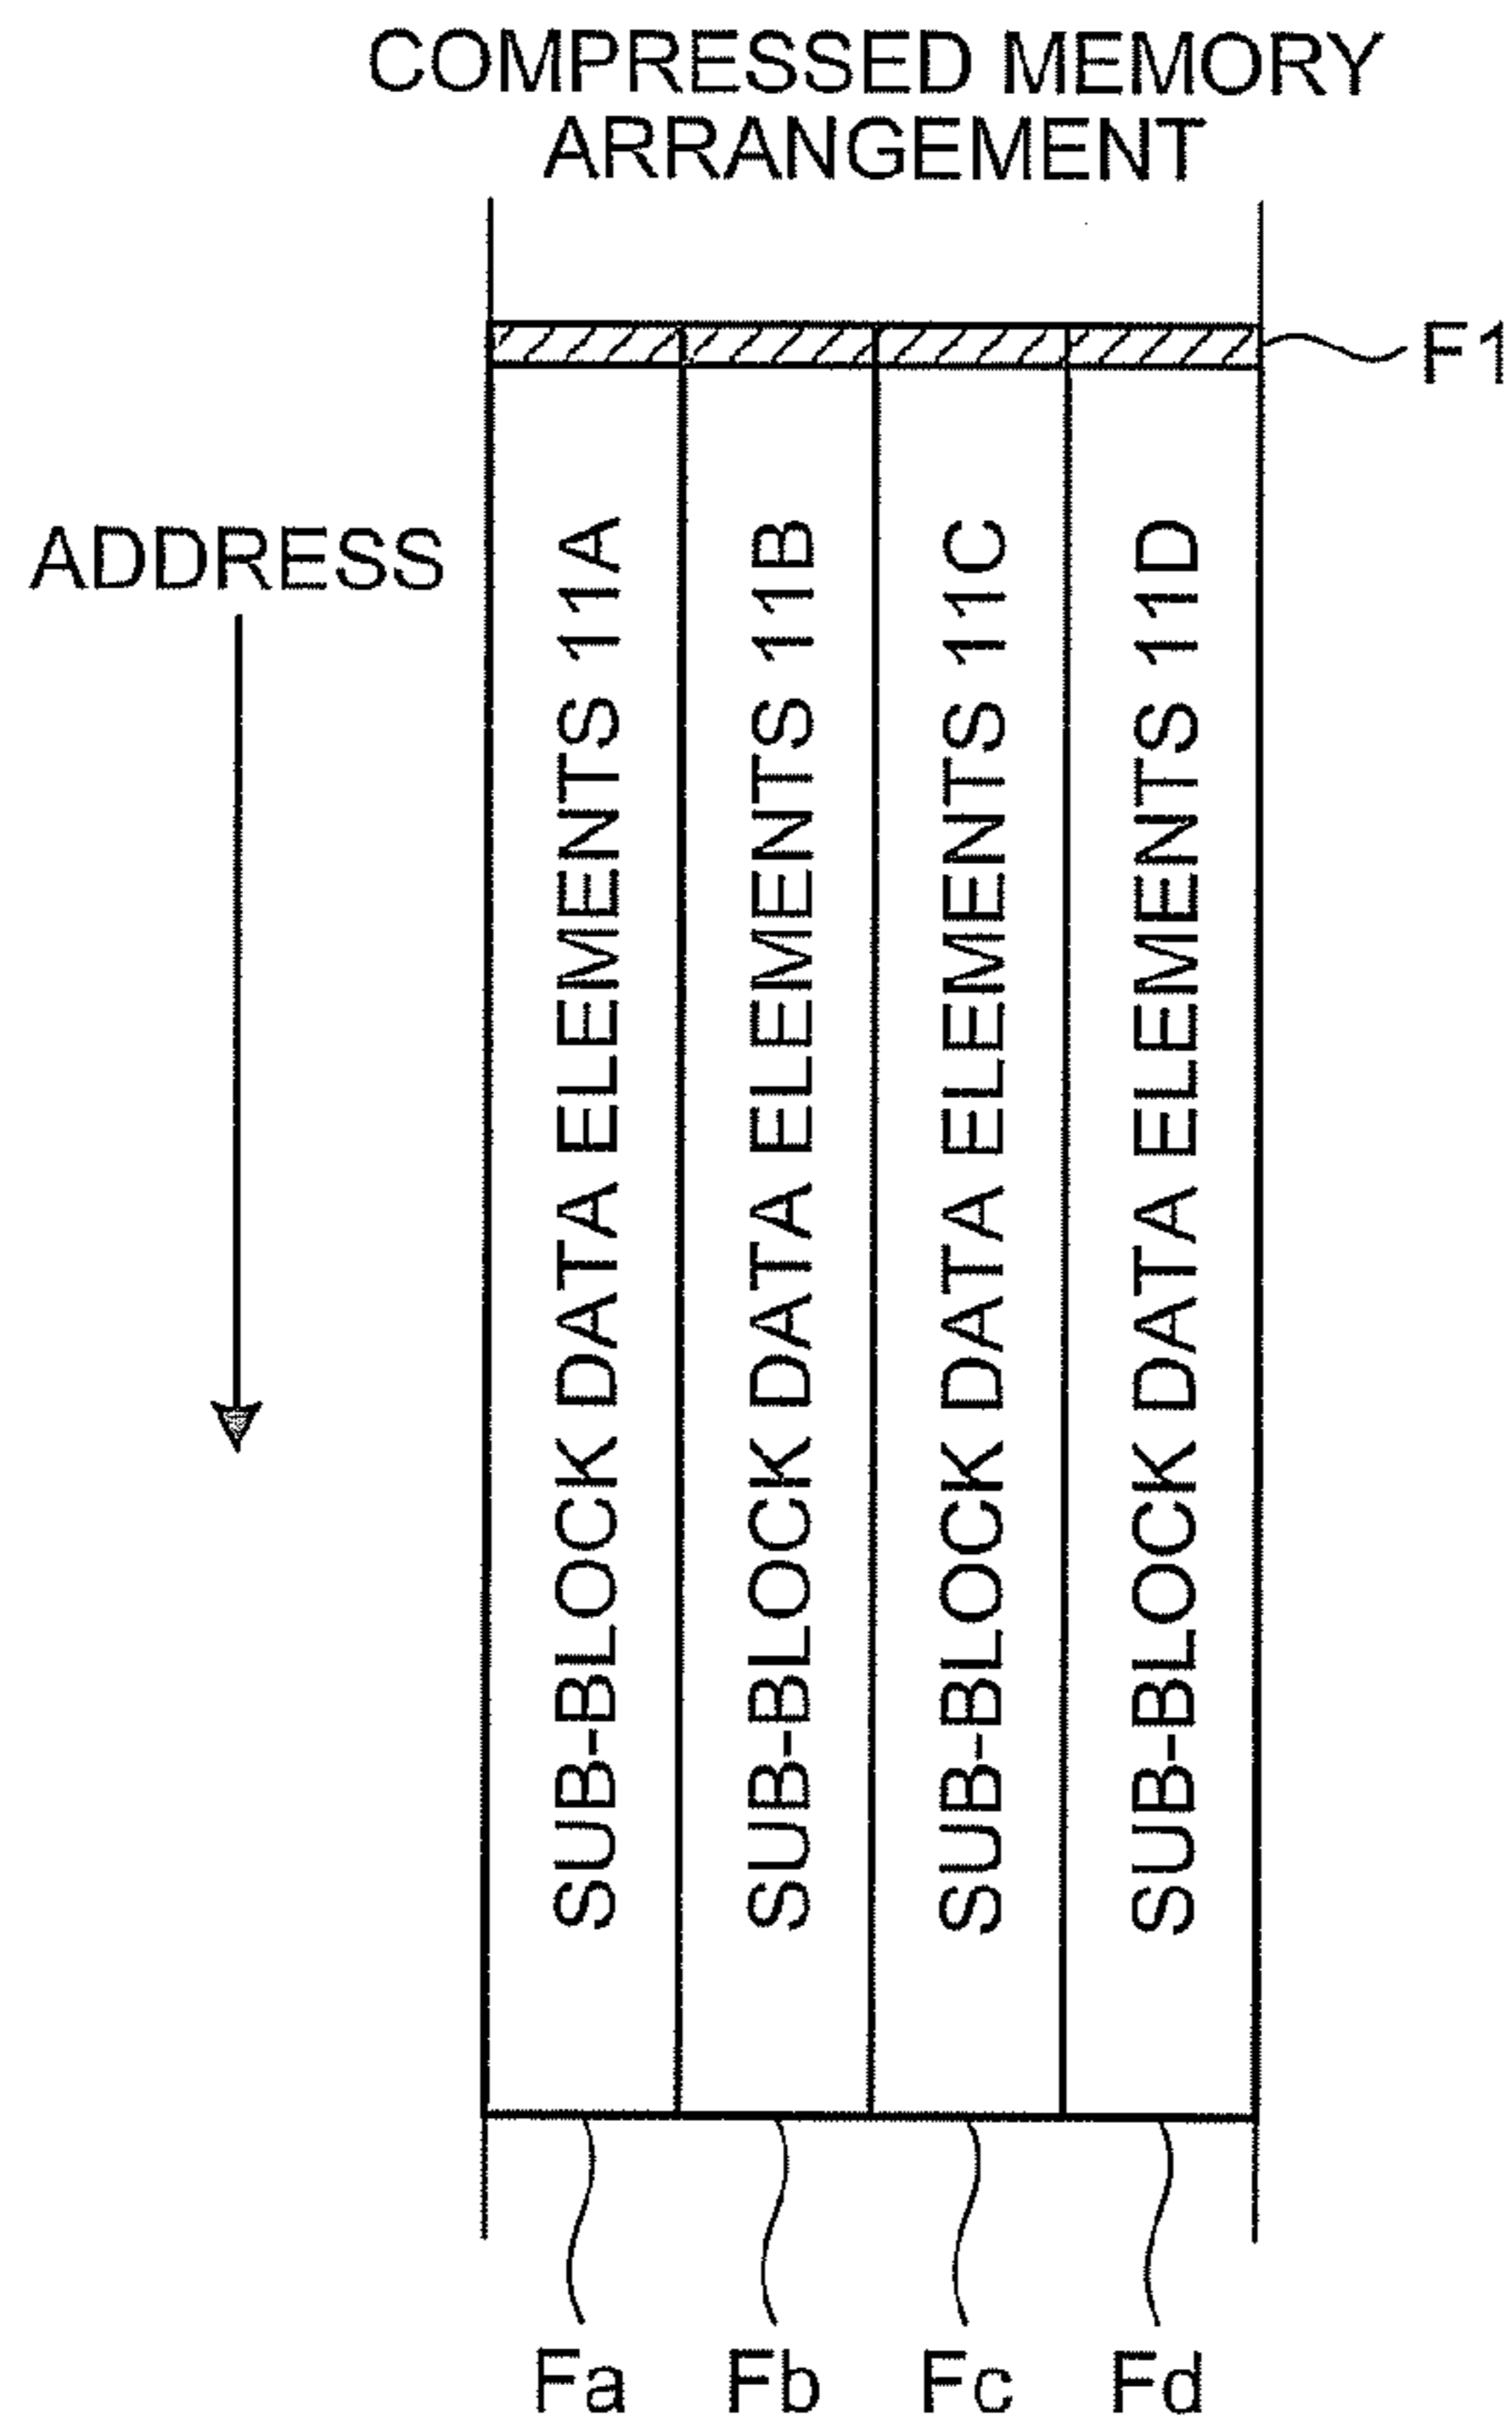 COMPRESSED MEMORY
ARRANGEMENT
F1
ADDRESS
SUB-BLOCK DATA ELEMENTS 11A
SUB-BLOCK DATA ELEMENTS 11B
SUB-BLOCK DATA ELEMENTS 11C
SUB-BLOCK DATA ELEMENTS 11D
Fa
Fb
Fc
Fd